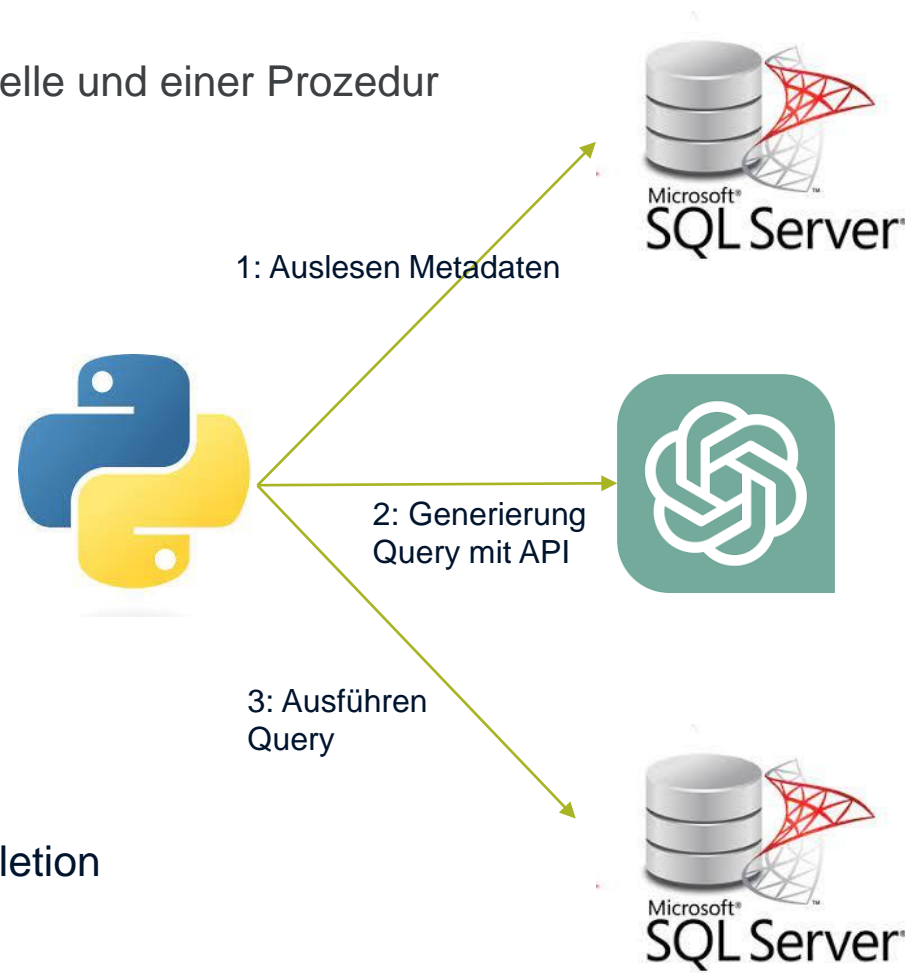 elle und einer Prozedur
Microsoft®
SQL Server
1: Auslesen Metadaten
2: Generierung
Query mit API
3: Ausführen
Query
letion
Microsoft®
SQL Server